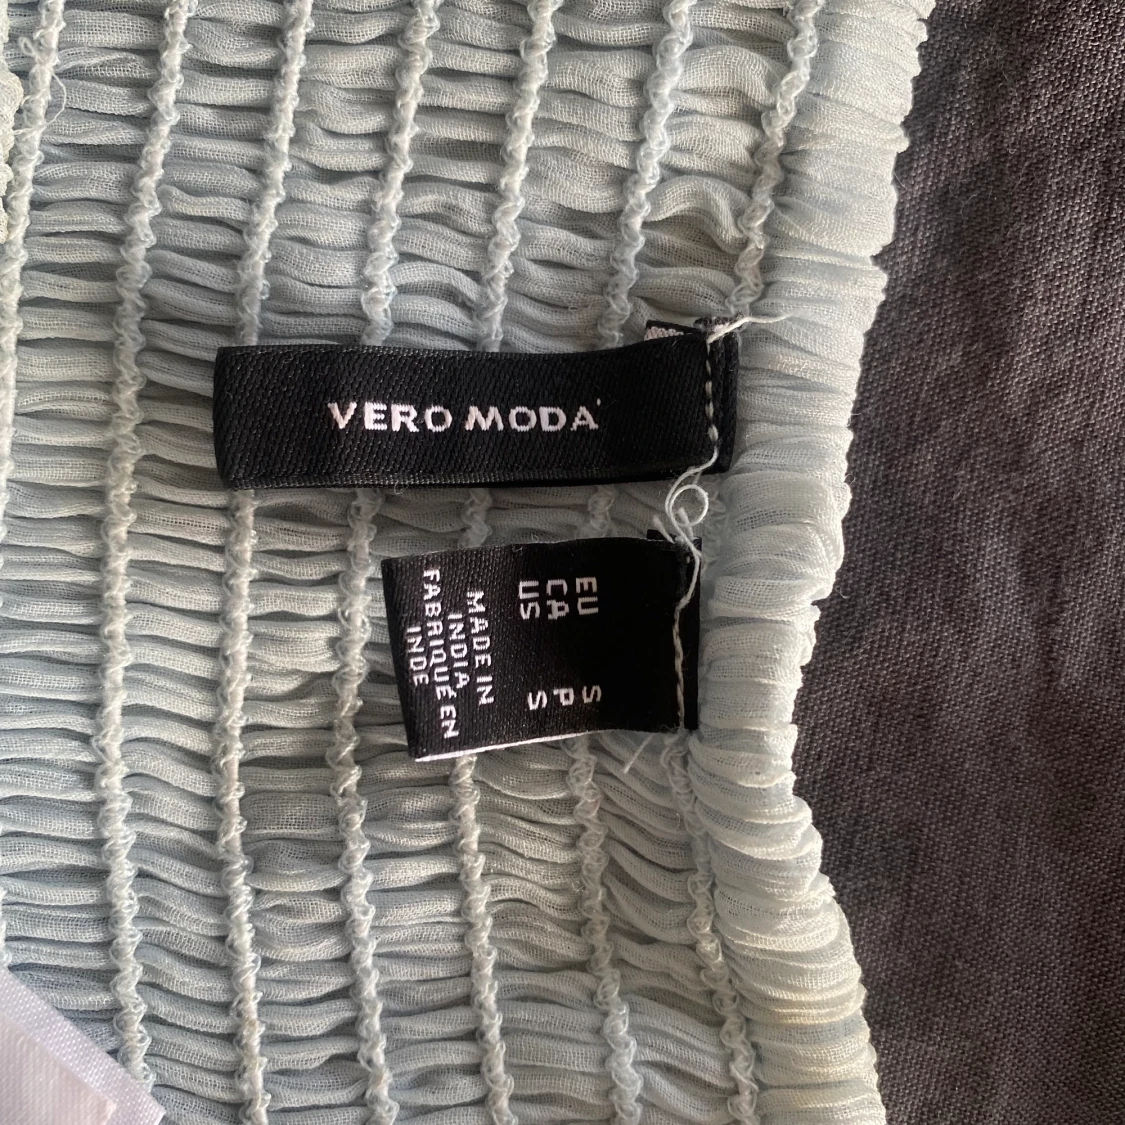 VERO MODA
EU S
CA P
US S
MADE IN
INDIA
FABRIQUÉ EN
INDE